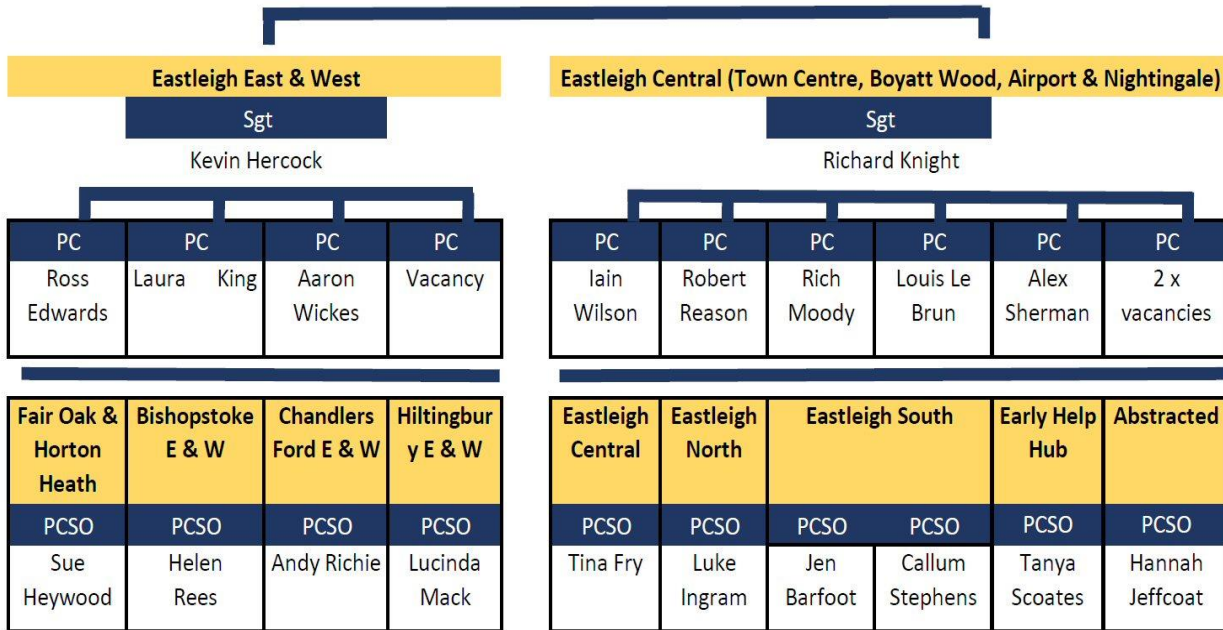 Eastleigh East & West
Sgt
Kevin Hercock
PC
PC
PC
PC
Ross
Edwards
Laura King
Aaron
Wickes
Vacancy
Fair Oak &
Horton
Heath
Bishopstoke
E & W
Chandlers
Ford E & W
Hiltingbur
y E & W
PCSO
PCSO
PCSO
PCSO
Sue
Heywood
Helen
Rees
Andy Richie
Lucinda
Mack
Eastleigh Central (Town Centre, Boyatt Wood, Airport & Nightingale)
Sgt
Richard Knight
PC
PC
PC
PC
PC
PC
Iain
Wilson
Robert
Reason
Rich
Moody
Louis Le
Brun
Alex
Sherman
2 x
vacancies
Eastleigh
Central
Eastleigh
North
Eastleigh South
Early Help
Hub
Abstracted
PCSO
PCSO
PCSO
PCSO
PCSO
PCSO
Tina Fry
Luke
Ingram
Jen
Barfoot
Callum
Stephens
Tanya
Scoates
Hannah
Jeffcoat